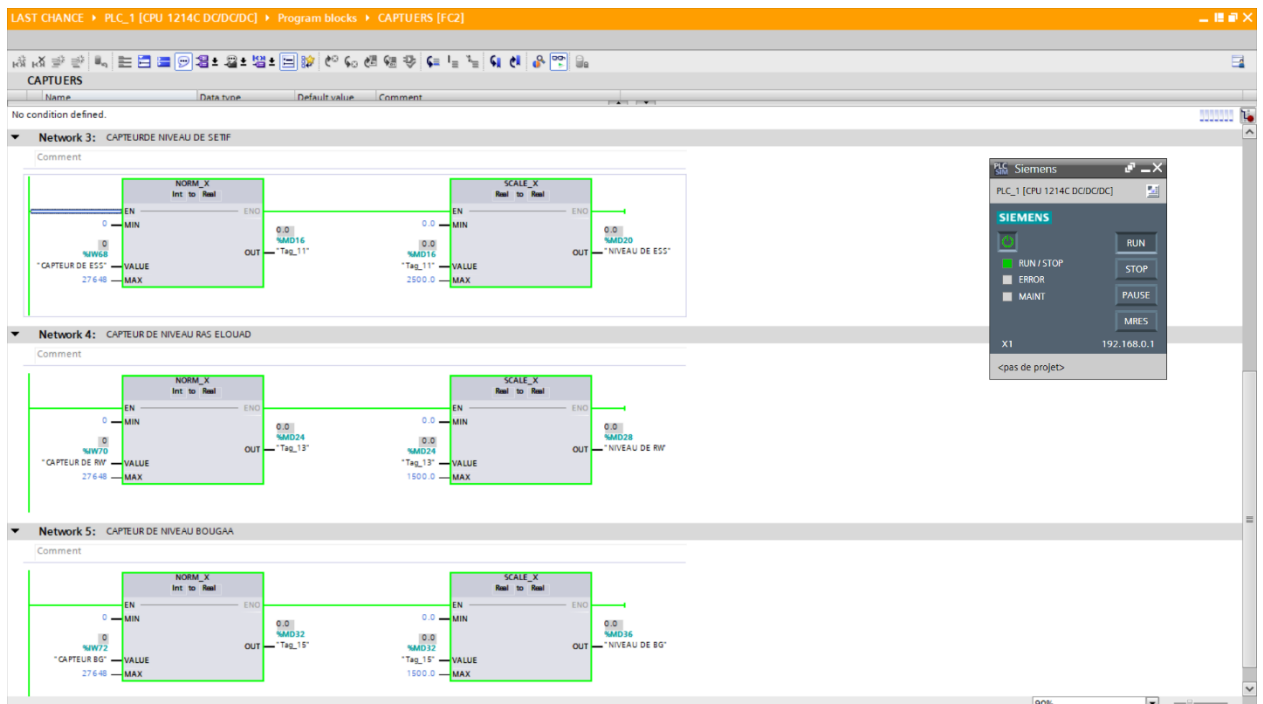 LAST CHANCE ▸ PLC_1 [CPU 1214C DC/DC/DC] ▸ Program blocks ▸ CAPTUERS [FC2]
CAPTUERS
Name Data type Default value Comment
No condition defined.
Network 3: CAPTEURDE NIVEAU DE SETIF
Comment
NORM_X
Int to Real
EN ENO
0 MIN
0.0
%MD16
OUT "Tag_11"
0
%IW68
"CAPTEUR DE ESS" VALUE
27648 MAX
SCALE_X
Real to Real
EN ENO
0.0 MIN
0.0
%MD20
OUT "NIVEAU DE ESS"
0.0
%MD16
"Tag_11" VALUE
2500.0 MAX
Network 4: CAPTEUR DE NIVEAU RAS ELOUAD
Comment
NORM_X
Int to Real
EN ENO
0 MIN
0.0
%MD24
OUT "Tag_13"
0
%IW70
"CAPTEUR DE RW" VALUE
27648 MAX
SCALE_X
Real to Real
EN ENO
0.0 MIN
0.0
%MD28
OUT "NIVEAU DE RW"
0.0
%MD24
"Tag_13" VALUE
1500.0 MAX
Network 5: CAPTEUR DE NIVEAU BOUGAA
Comment
NORM_X
Int to Real
EN ENO
0 MIN
0.0
%MD32
OUT "Tag_15"
0
%IW72
"CAPTEUR BG" VALUE
27648 MAX
SCALE_X
Real to Real
EN ENO
0.0 MIN
0.0
%MD36
OUT "NIVEAU DE BG"
0.0
%MD32
"Tag_15" VALUE
1500.0 MAX
Siemens
PLC_1 [CPU 1214C DC/DC/DC]
SIEMENS
RUN
RUN / STOP
STOP
ERROR
MAINT
PAUSE
MRES
X1 192.168.0.1
<pas de projet>
90%